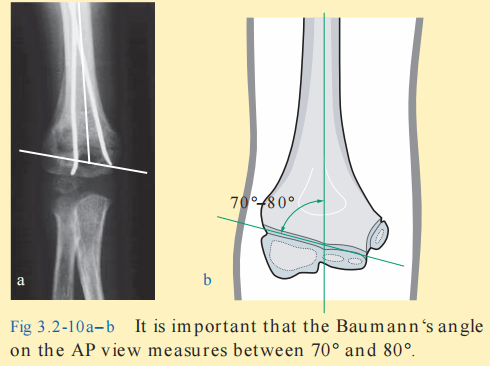 70°–80°
a
b
Fig 3.2-10a–b It is important that the Baumann‘s angle
on the AP view measures between 70° and 80°.